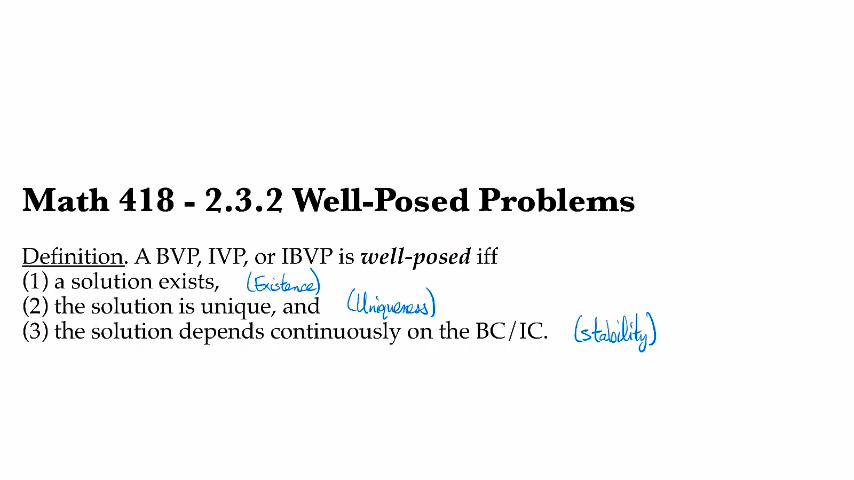 Math 418 - 2.3.2 Well-Posed Problems
Definition. A BVP, IVP, or IBVP is well-posed iff
(1) a solution exists, (Existence)
(2) the solution is unique, and (Uniqueness)
(3) the solution depends continuously on the BC/IC. (stability)